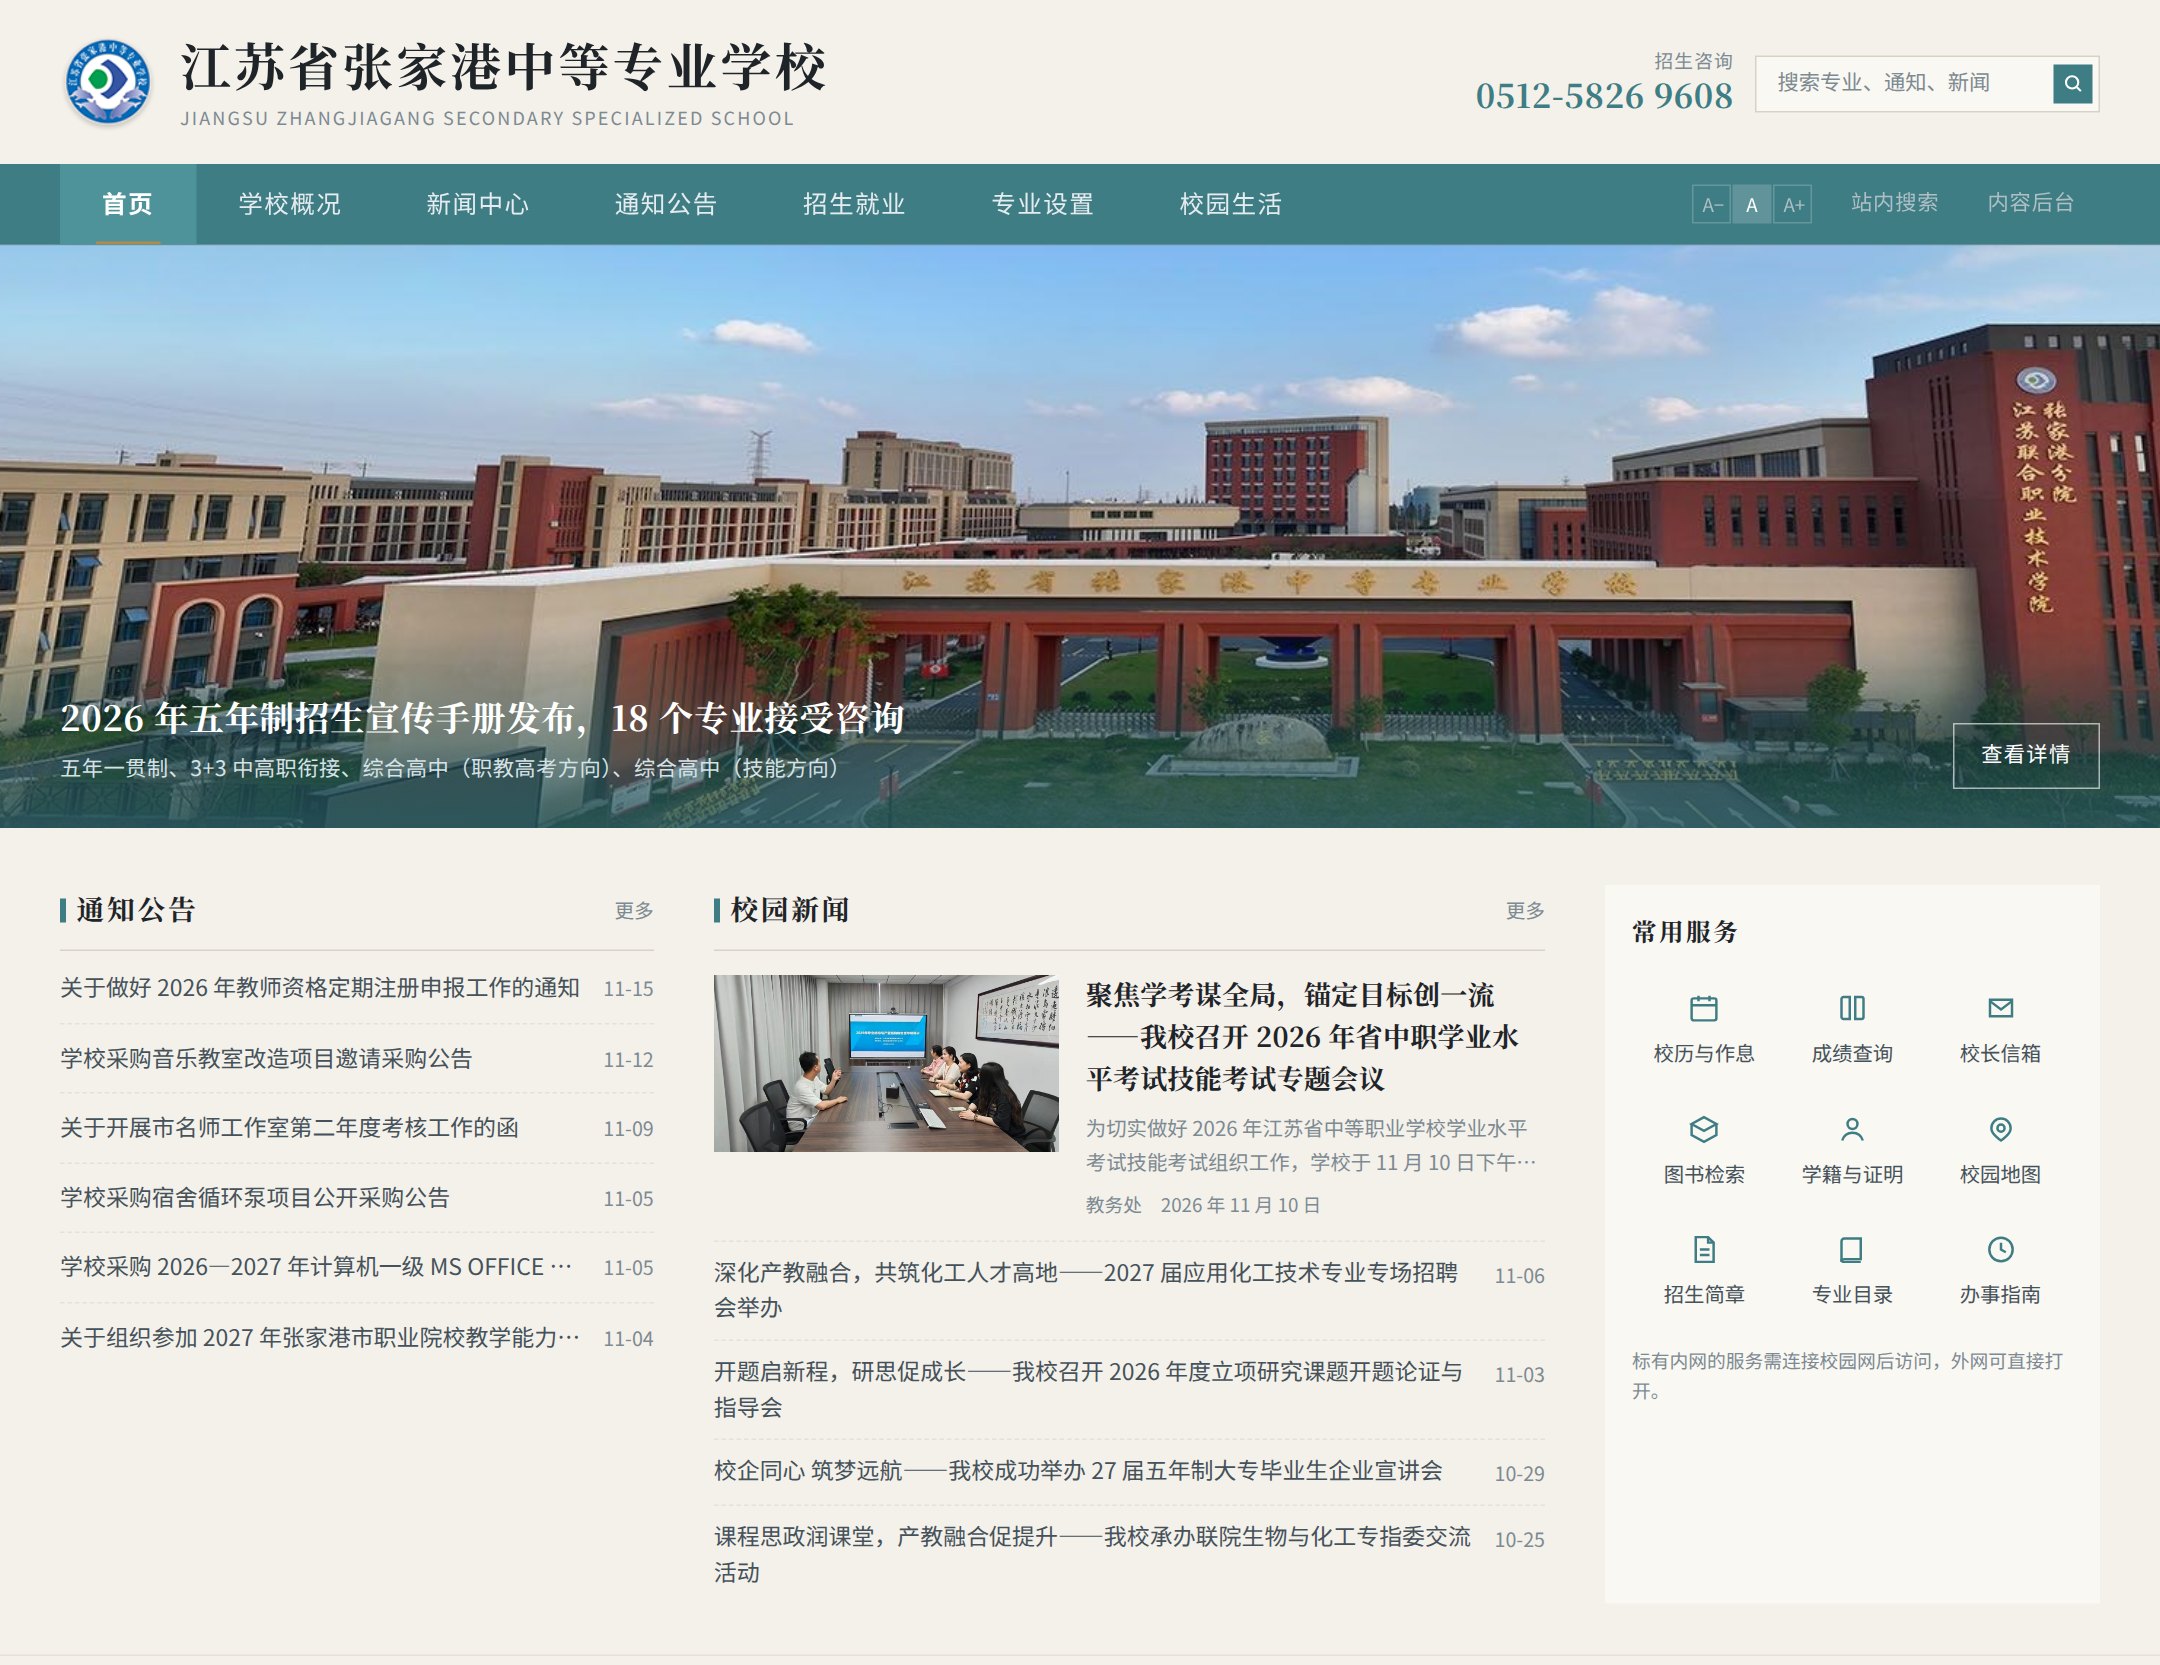 江苏省张家港中等专业学校
JIANGSU ZHANGJIAGANG SECONDARY SPECIALIZED SCHOOL
招生咨询
0512-5826 9608
搜索专业、通知、新闻
首页
学校概况
新闻中心
通知公告
招生就业
专业设置
校园生活
A−
A
A+
站内搜索
内容后台
张家港分院
江苏联合职业技术学院
江苏省张家港中等专业学校
2026 年五年制招生宣传手册发布，18 个专业接受咨询
五年一贯制、3+3 中高职衔接、综合高中（职教高考方向）、综合高中（技能方向）
查看详情
通知公告
更多
关于做好 2026 年教师资格定期注册申报工作的通知
11-15
学校采购音乐教室改造项目邀请采购公告
11-12
关于开展市名师工作室第二年度考核工作的函
11-09
学校采购宿舍循环泵项目公开采购公告
11-05
学校采购 2026—2027 年计算机一级 MS OFFICE …
11-05
关于组织参加 2027 年张家港市职业院校教学能力…
11-04
校园新闻
更多
聚焦学考谋全局，锚定目标创一流
——我校召开 2026 年省中职学业水
平考试技能考试专题会议
为切实做好 2026 年江苏省中等职业学校学业水平
考试技能考试组织工作，学校于 11 月 10 日下午…
教务处 2026 年 11 月 10 日
深化产教融合，共筑化工人才高地——2027 届应用化工技术专业专场招聘
会举办
11-06
开题启新程，研思促成长——我校召开 2026 年度立项研究课题开题论证与
指导会
11-03
校企同心 筑梦远航——我校成功举办 27 届五年制大专毕业生企业宣讲会
10-29
课程思政润课堂，产教融合促提升——我校承办联院生物与化工专指委交流
活动
10-25
常用服务
校历与作息
成绩查询
校长信箱
图书检索
学籍与证明
校园地图
招生简章
专业目录
办事指南
标有内网的服务需连接校园网后访问，外网可直接打
开。